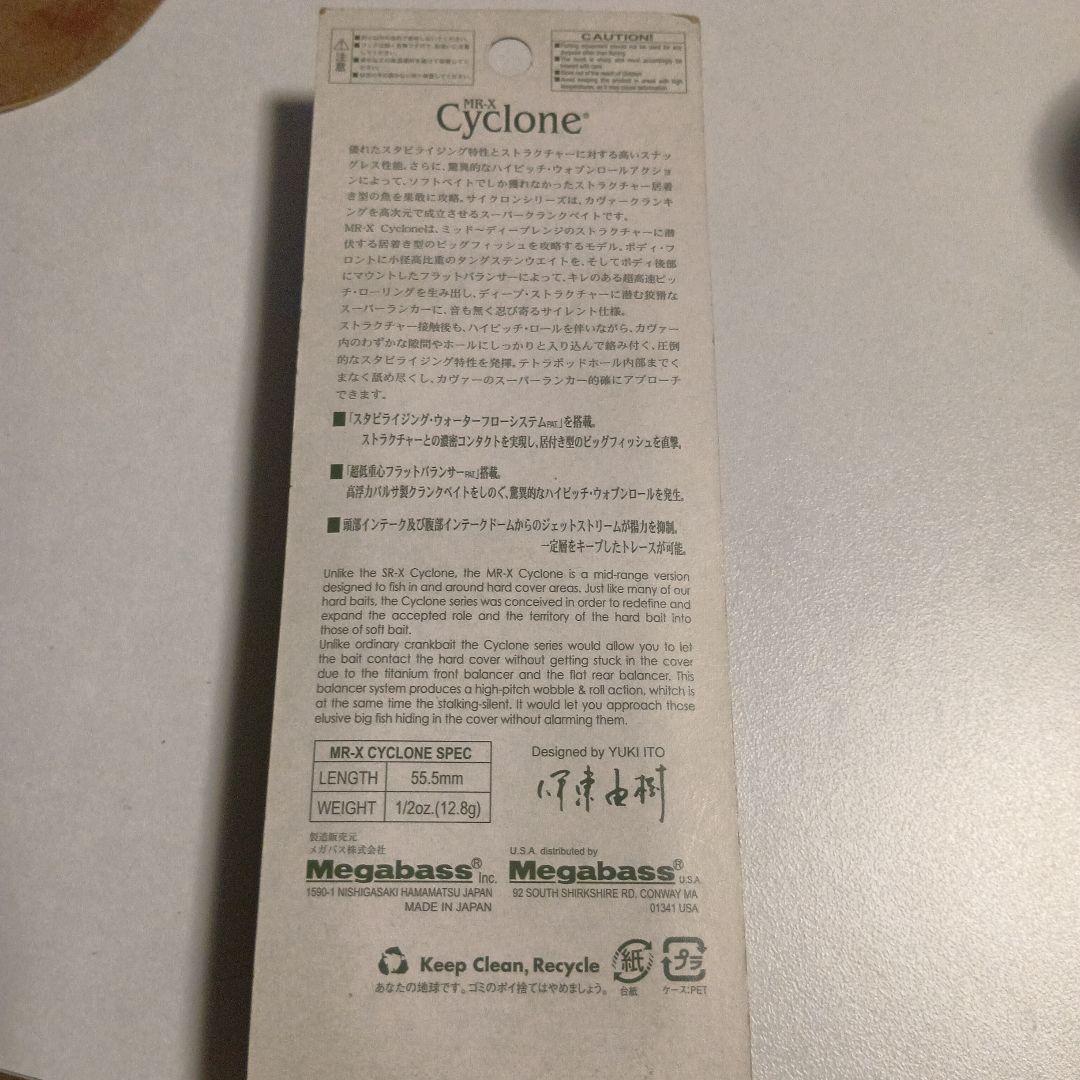 注意
CAUTION!
Fishing equipment should not be used for any
purpose other than fishing
MR-X
Cyclone®
優れたスタビライジング特性とストラクチャーに対する高いスナッ
グレス性能。さらに、驚異的なハイピッチ・ウォブンロールアクショ
ンによって、ソフトベイトでしか獲れなかったストラクチャー居着
き型の魚を果敢に攻略。サイクロンシリーズは、カヴァークランキ
ングを高次元で成立させるスーパークランクベイトです。
MR-X Cycloneは、ミッド〜ディープレンジのストラクチャーに潜
伏する居着き型のビッグフィッシュを攻略するモデル。ボディ・フ
ロントに小径高比重のタングステンウエイトを、そしてボディ後部
にマウントしたフラットバランサーによって、キレのある超高速ピッ
チ・ローリングを生み出し、ディープ・ストラクチャーに潜む狡猾な
スーパーランカーに、音も無く忍び寄るサイレント仕様。
ストラクチャー接触後も、ハイピッチ・ロールを伴いながら、カヴァー
内のわずかな隙間やホールにしっかりと入り込んで絡み付く、圧倒
的なスタビライジング特性を発揮。テトラポッドホール内部までく
まなく舐め尽くし、カヴァーのスーパーランカー的確にアプローチ
できます。
■「スタビライジング・ウォーターフローシステムPAT.」を搭載。
ストラクチャーとの濃密コンタクトを実現し、居付き型のビッグフィッシュを直撃。
■「超低重心フラットバランサーPAT.」搭載。
高浮力バルサ製クランクベイトをしのぐ、驚異的なハイピッチ・ウォブンロールを発生。
■頭部インテーク及び腹部インテークドームからのジェットストリームが揚力を抑制。
一定層をキープしたトレースが可能。
Unlike the SR-X Cyclone, the MR-X Cyclone is a mid-range version
designed to fish in and around hard cover areas. Just like many of our
hard baits, the Cyclone series was conceived in order to redefine and
expand the accepted role and the territory of the hard bait into
those of soft bait.
Unlike ordinary crankbait the Cyclone series would allow you to let
the bait contact the hard cover without getting stuck in the cover
due to the titanium front balancer and the flat rear balancer. This
balancer system produces a high-pitch wobble & roll action, whitch is
at the same time the stalking-silent. It would let you approach those
elusive big fish hiding in the cover without alarming them.
MR-X CYCLONE SPEC
LENGTH 55.5mm
WEIGHT 1/2oz.(12.8g)
Designed by YUKI ITO
伊東由樹
製造販売元
メガバス株式会社
Megabass® Inc.
1590-1 NISHIGASAKI HAMAMATSU JAPAN
MADE IN JAPAN
U.S.A. distributed by
Megabass® U.S.A
92 SOUTH SHIRKSHIRE RD. CONWAY MA
01341 USA
Keep Clean, Recycle
あなたの地球です。ゴミのポイ捨てはやめましょう。
紙
台紙
プラ
ケース:PET